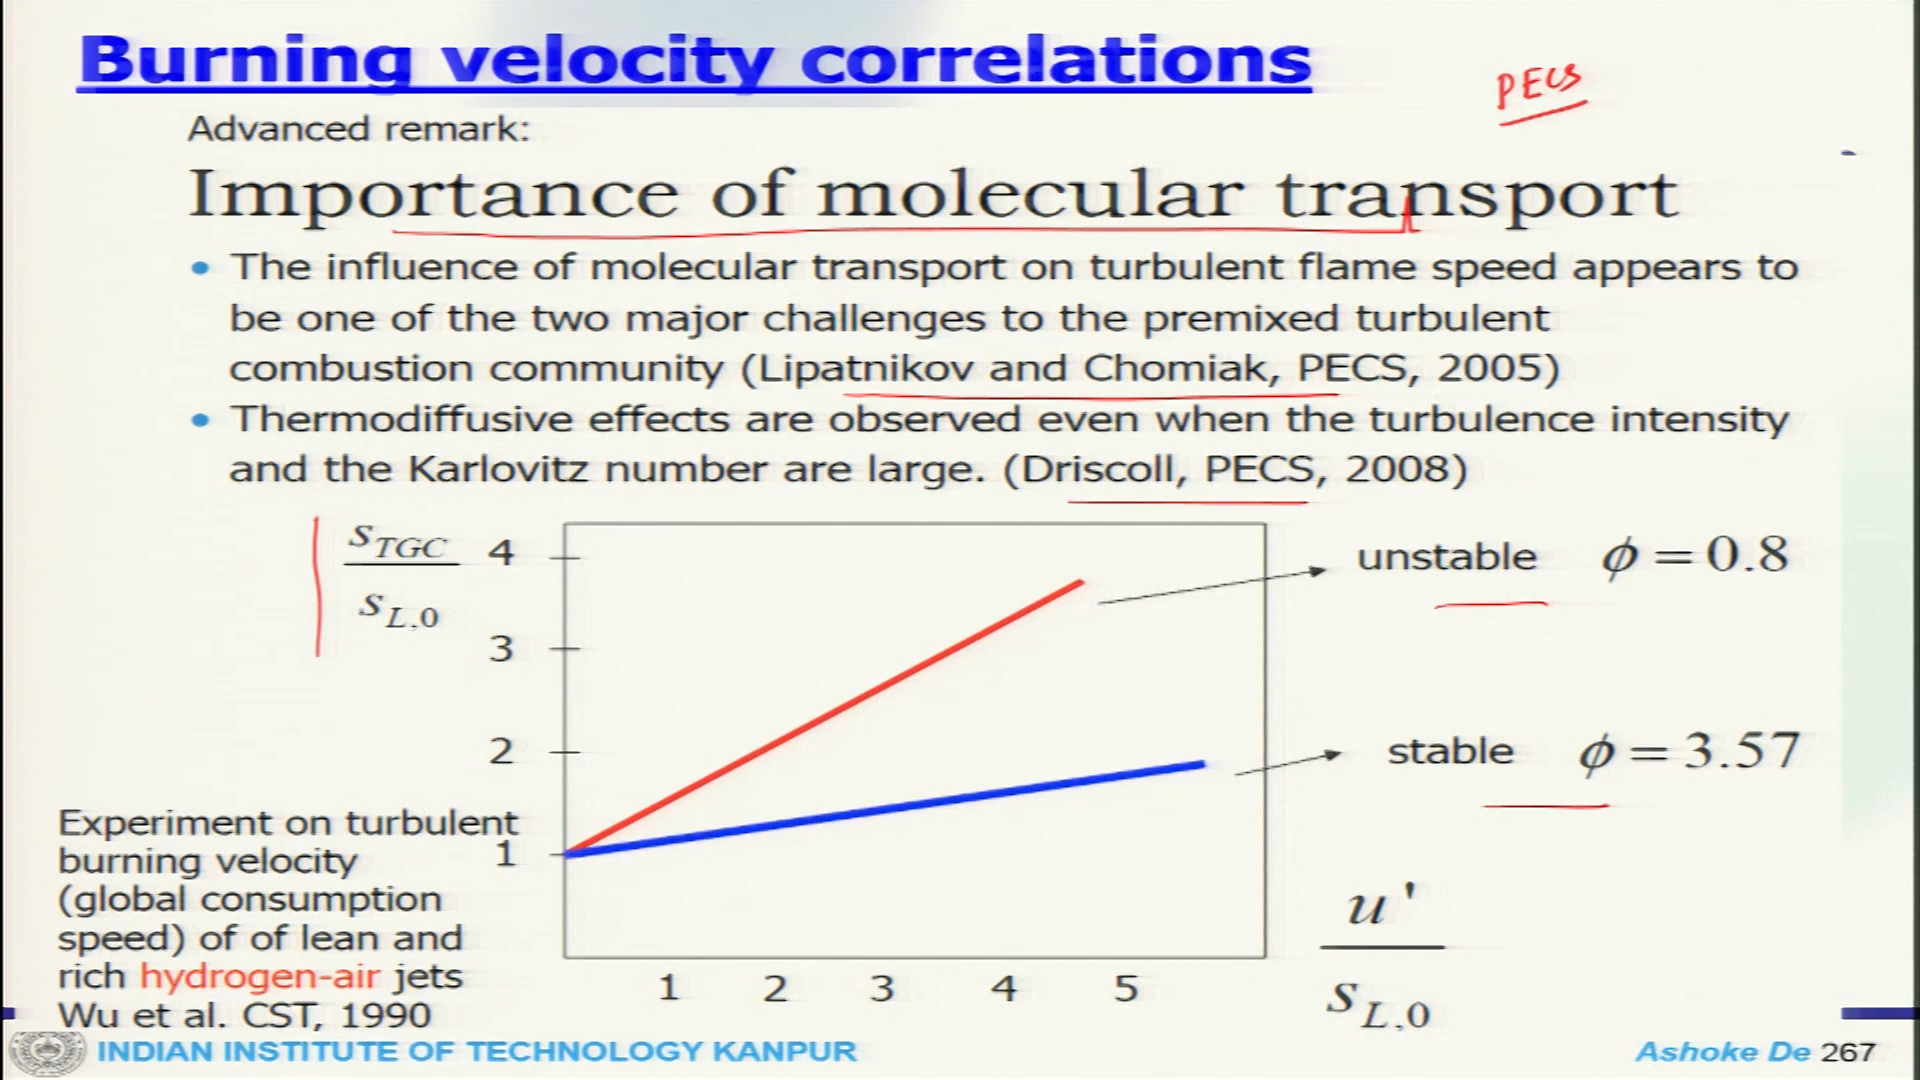 Burning velocity correlations
PECS
Advanced remark:
Importance of molecular transport
• The influence of molecular transport on turbulent flame speed appears to
be one of the two major challenges to the premixed turbulent
combustion community (Lipatnikov and Chomiak, PECS, 2005)
• Thermodiffusive effects are observed even when the turbulence intensity
and the Karlovitz number are large. (Driscoll, PECS, 2008)
s_TGC
s_L,0
4
3
2
1
unstable ϕ = 0.8
stable ϕ = 3.57
Experiment on turbulent
burning velocity
(global consumption
speed) of of lean and
rich hydrogen-air jets
Wu et al. CST, 1990
1 2 3 4 5
u'
s_L,0
INDIAN INSTITUTE OF TECHNOLOGY KANPUR
Ashoke De 267